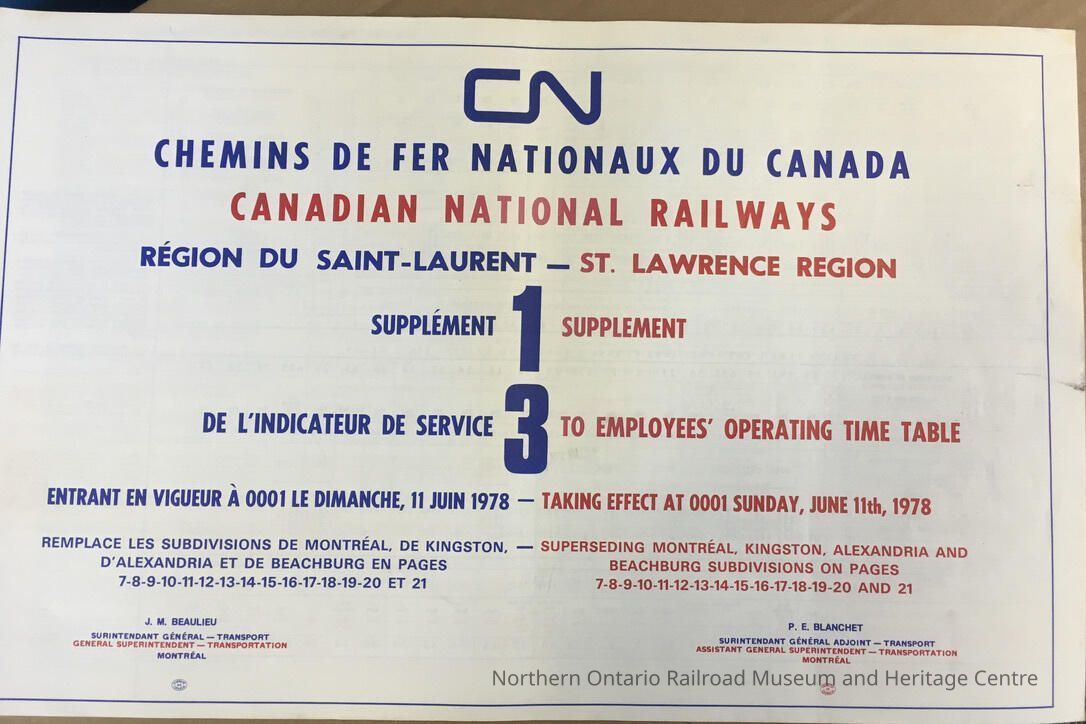 CN
CHEMINS DE FER NATIONAUX DU CANADA
CANADIAN NATIONAL RAILWAYS
RÉGION DU SAINT-LAURENT — ST. LAWRENCE REGION
SUPPLÉMENT 1 SUPPLEMENT
DE L'INDICATEUR DE SERVICE 3 TO EMPLOYEES' OPERATING TIME TABLE
ENTRANT EN VIGUEUR À 0001 LE DIMANCHE, 11 JUIN 1978 — TAKING EFFECT AT 0001 SUNDAY, JUNE 11th, 1978
REMPLACE LES SUBDIVISIONS DE MONTRÉAL, DE KINGSTON, — SUPERSEDING MONTRÉAL, KINGSTON, ALEXANDRIA AND
D'ALEXANDRIA ET DE BEACHBURG EN PAGES BEACHBURG SUBDIVISIONS ON PAGES
7-8-9-10-11-12-13-14-15-16-17-18-19-20 ET 21 7-8-9-10-11-12-13-14-15-16-17-18-19-20 AND 21
J. M. BEAULIEU
SURINTENDANT GÉNÉRAL — TRANSPORT
GENERAL SUPERINTENDENT — TRANSPORTATION
MONTRÉAL
P. E. BLANCHET
SURINTENDANT GÉNÉRAL ADJOINT — TRANSPORT
ASSISTANT GENERAL SUPERINTENDENT — TRANSPORTATION
MONTRÉAL
Northern Ontario Railroad Museum and Heritage Centre